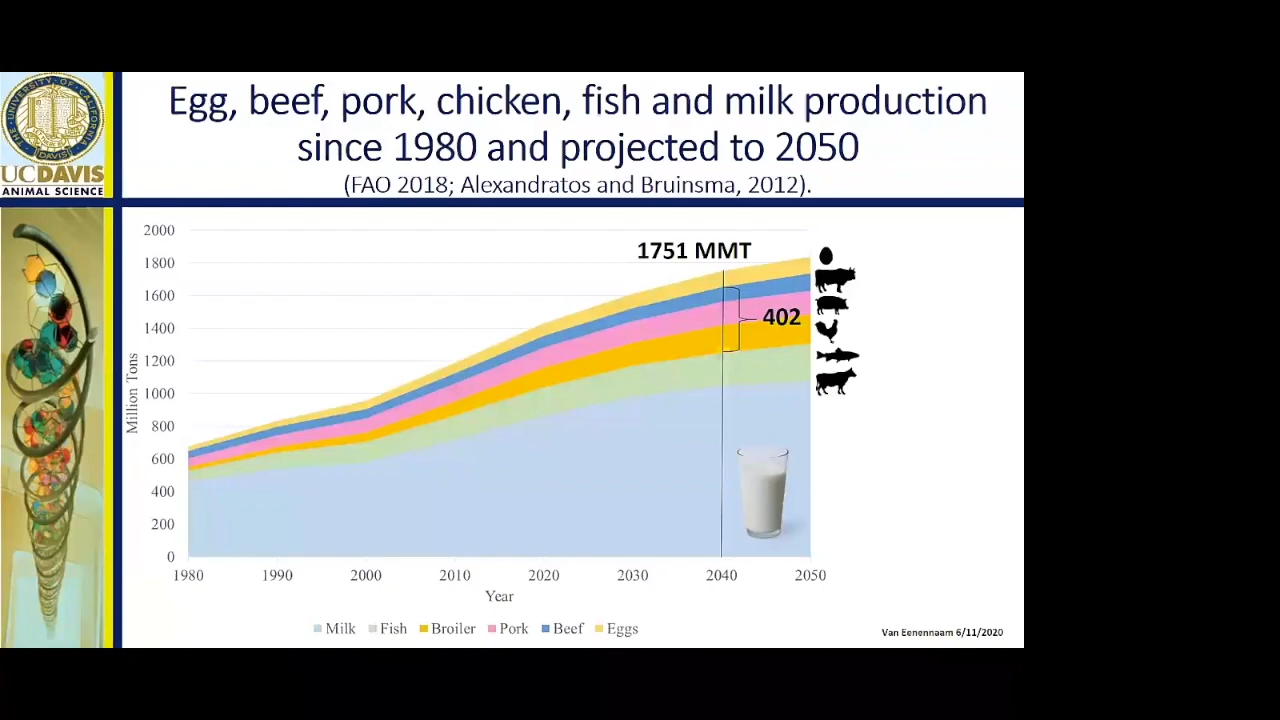 Egg, beef, pork, chicken, fish and milk production
since 1980 and projected to 2050
(FAO 2018; Alexandratos and Bruinsma, 2012).
THE UNIVERSITY OF CALIFORNIA
DAVIS
UCDAVIS
ANIMAL SCIENCE
Million Tons
2000
1800
1600
1400
1200
1000
800
600
400
200
0
1751 MMT
402
1980 1990 2000 2010 2020 2030 2040 2050
Year
Milk Fish Broiler Pork Beef Eggs
Van Eenennaam 6/11/2020